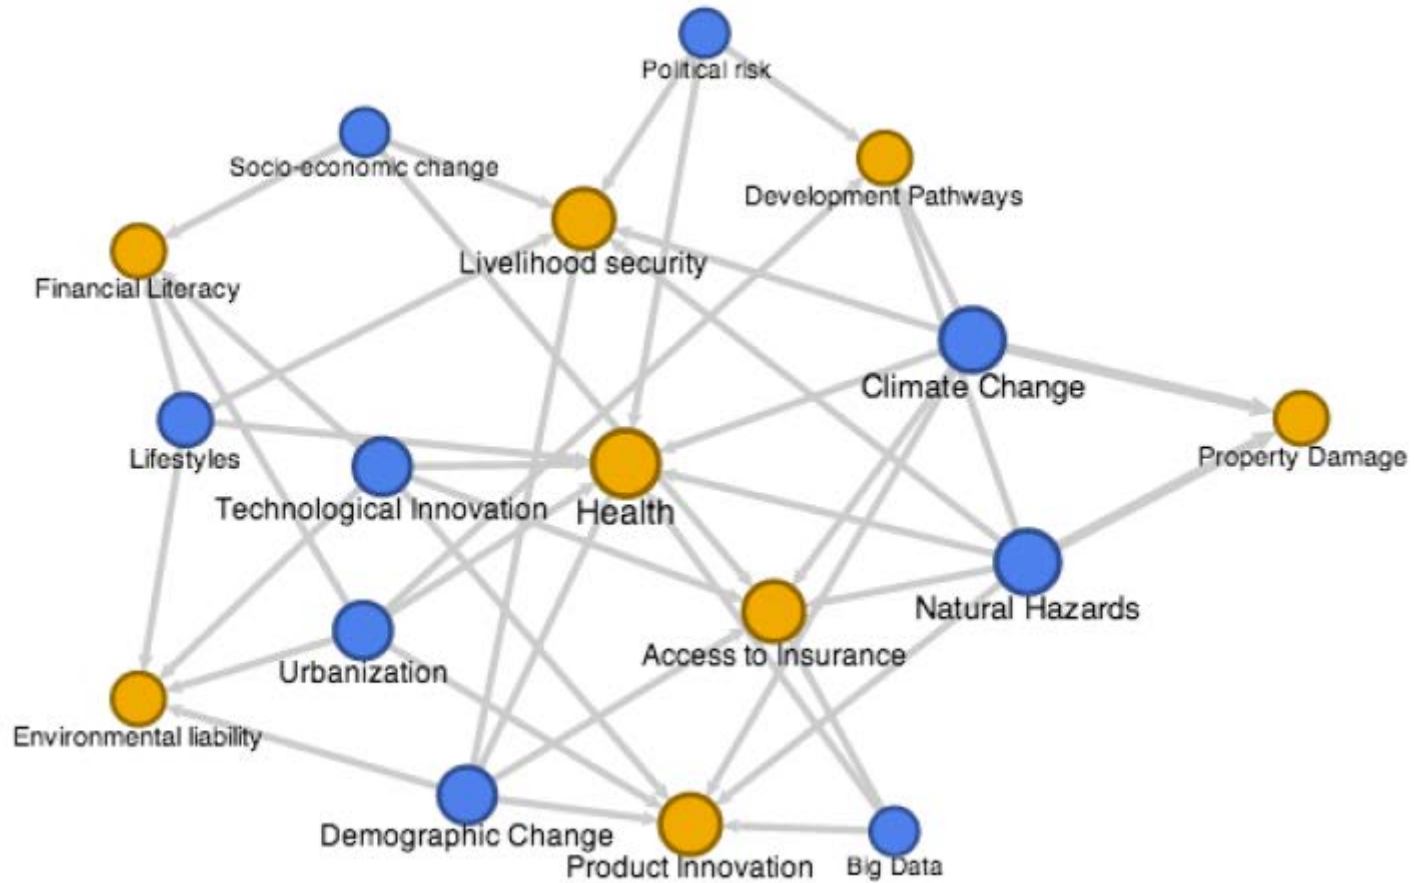 Political risk
Socio-economic change
Development Pathways
Livelihood security
Financial Literacy
Climate Change
Lifestyles
Property Damage
Technological Innovation
Health
Natural Hazards
Access to Insurance
Urbanization
Environmental liability
Demographic Change
Product Innovation
Big Data